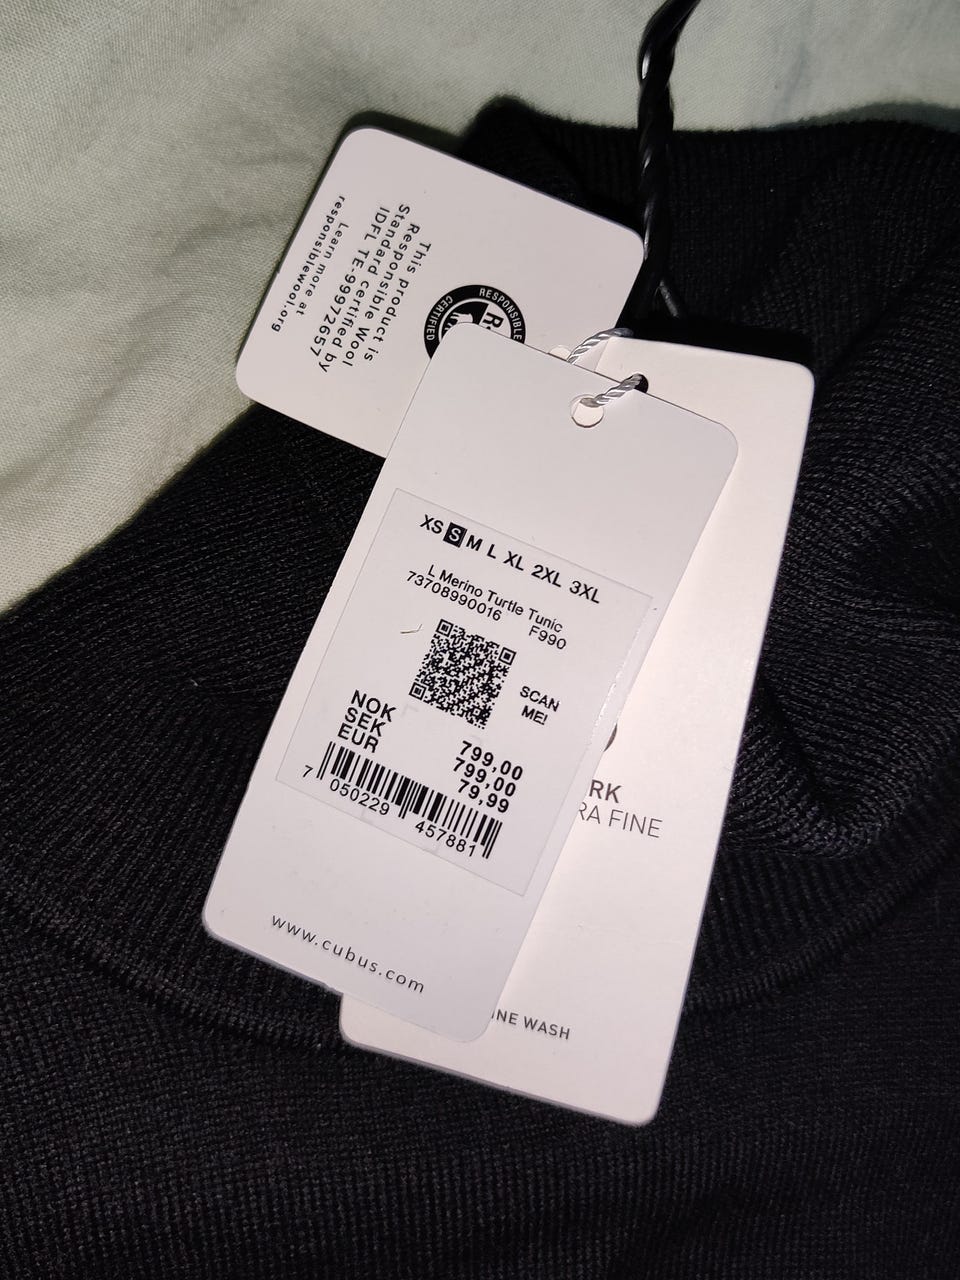 This product is
Responsible Wool
Standard certified by
IDFL TE-99972657
Learn more at
responsiblewool.org
RESPONSIBLE
CERTIFIED
XS S M L XL 2XL 3XL
L Merino Turtle Tunic
73708990016 F990
SCAN
ME!
NOK 799,00
SEK 799,00
EUR 79,99
7 050229 457881
www.cubus.com
RK
RA FINE
INE WASH